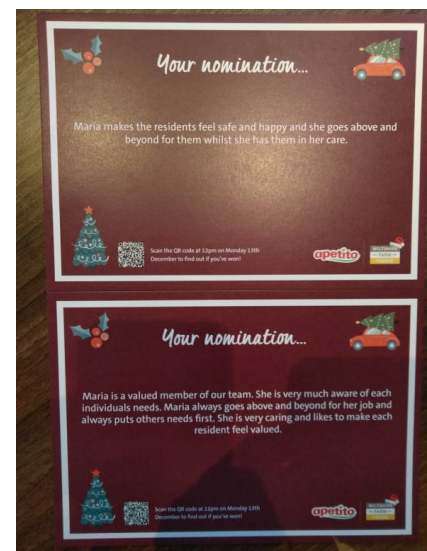 Your nomination...
Maria makes the residents feel safe and happy and she goes above and
beyond for them whilst she has them in her care.
Scan the QR code at 12pm on Monday 13th
December to find out if you've won!
apetito
WILTSHIRE
FARM
Your nomination...
Maria is a valued member of our team. She is very much aware of each
individuals needs. Maria always goes above and beyond for her job and
always puts others needs first. She is very caring and likes to make each
resident feel valued.
Scan the QR code at 12pm on Monday 13th
December to find out if you've won!
apetito
WILTSHIRE
FARM